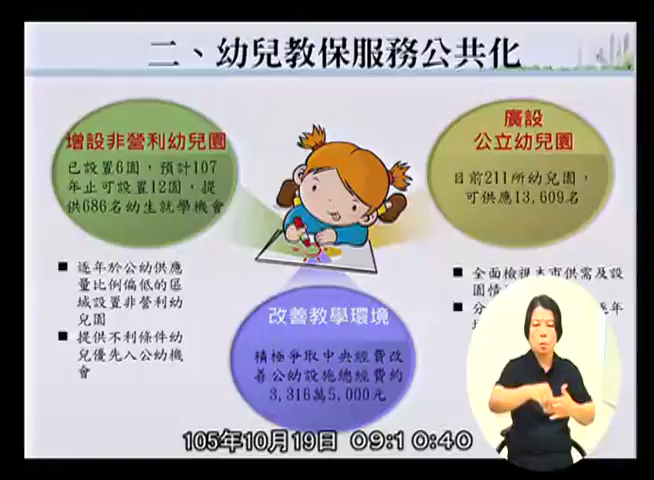 二、幼兒教保服務公共化
增設非營利幼兒園
已設置6園，預計107
年止可設置12園，提
供686名幼生就學機會
廣設
公立幼兒園
目前211所幼兒園，
可供應13,609名
■ 逐年於公幼供應
量比例偏低的區
域設置非營利幼
兒園
■ 提供不利條件幼
兒優先入公幼機
會
改善教學環境
積極爭取中央經費改
善公幼設施總經費約
3,316萬5,000元
■ 全面檢視本市供需及設
園情
■ 分
逐年
105年10月19日 09:10:40